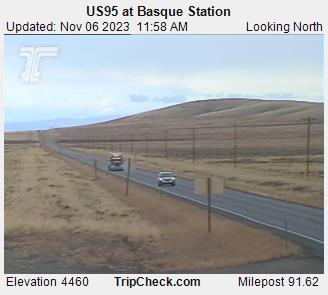 US95 at Basque Station
Updated: Nov 06 2023 11:58 AM Looking North
Elevation 4460 TripCheck.com Milepost 91.62